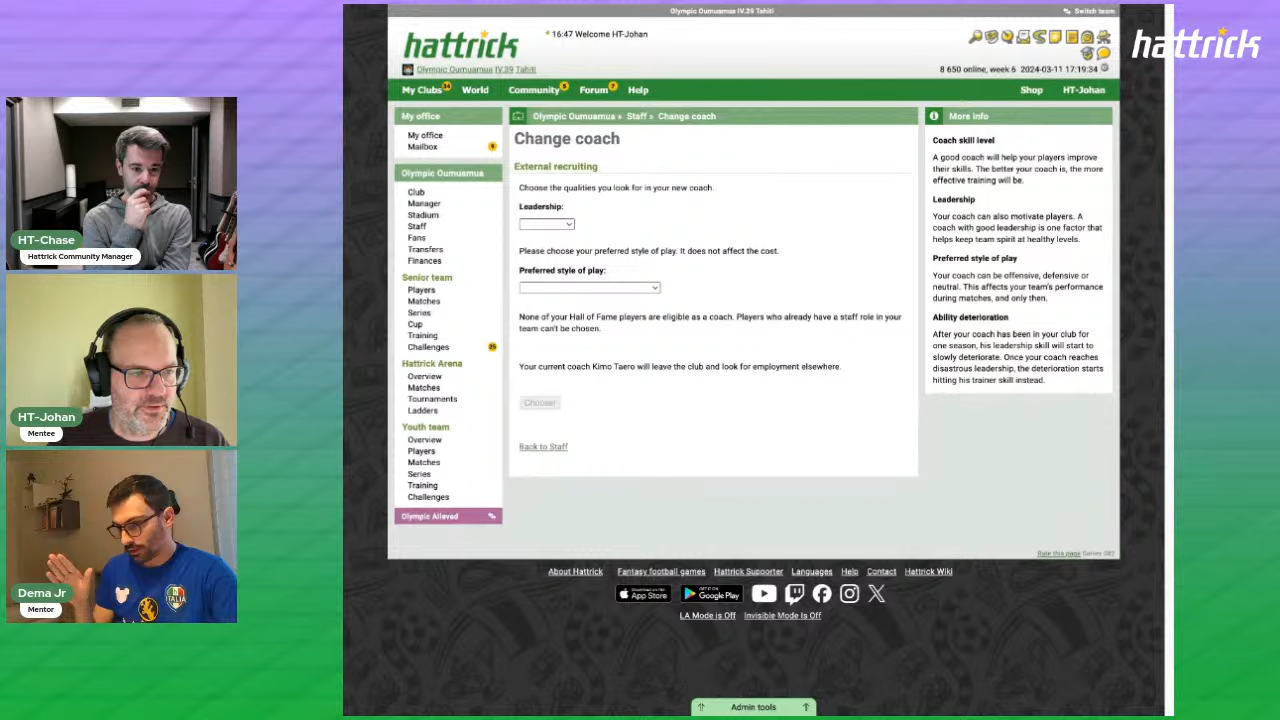 Olympic Oumuamua IV.39 Tahiti
Switch team
hattrick
16:47 Welcome HT-Johan
Olympic Oumuamua IV.39 Tahiti
8 650 online, week 6 2024-03-11 17:19:34
My Clubs 34
World
Community 5
Forum 7
Help
Shop
HT-Johan
My office
My office
Mailbox
Olympic Oumuamua
Club
Manager
Stadium
Staff
Fans
Transfers
Finances
Senior team
Players
Matches
Series
Cup
Training
Challenges 25
Hattrick Arena
Overview
Matches
Tournaments
Ladders
Youth team
Overview
Players
Matches
Series
Training
Challenges
Olympic Allevad
Olympic Oumuamua » Staff » Change coach
Change coach
External recruiting
Choose the qualities you look for in your new coach.
Leadership:
Please choose your preferred style of play. It does not affect the cost.
Preferred style of play:
None of your Hall of Fame players are eligible as a coach. Players who already have a staff role in your
team can't be chosen.
Your current coach Kimo Taero will leave the club and look for employment elsewhere.
Choose!
Back to Staff
More info
Coach skill level
A good coach will help your players improve
their skills. The better your coach is, the more
effective training will be.
Leadership
Your coach can also motivate players. A
coach with good leadership is one factor that
helps keep team spirit at healthy levels.
Preferred style of play
Your coach can be offensive, defensive or
neutral. This affects your team's performance
during matches, and only then.
Ability deterioration
After your coach has been in your club for
one season, his leadership skill will start to
slowly deteriorate. Once your coach reaches
disastrous leadership, the deterioration starts
hitting his trainer skill instead.
Rate this page
About Hattrick
Fantasy football games
Hattrick Supporter
Languages
Help
Contact
Hattrick Wiki
Download on the
App Store
GET IT ON
Google Play
LA Mode is Off
Invisible Mode Is Off
Admin tools
hattrick
HT-Chase
Hattrick Community Manager
HT-Johan
Mentee
Dema Jr
Mentor
ITALIA